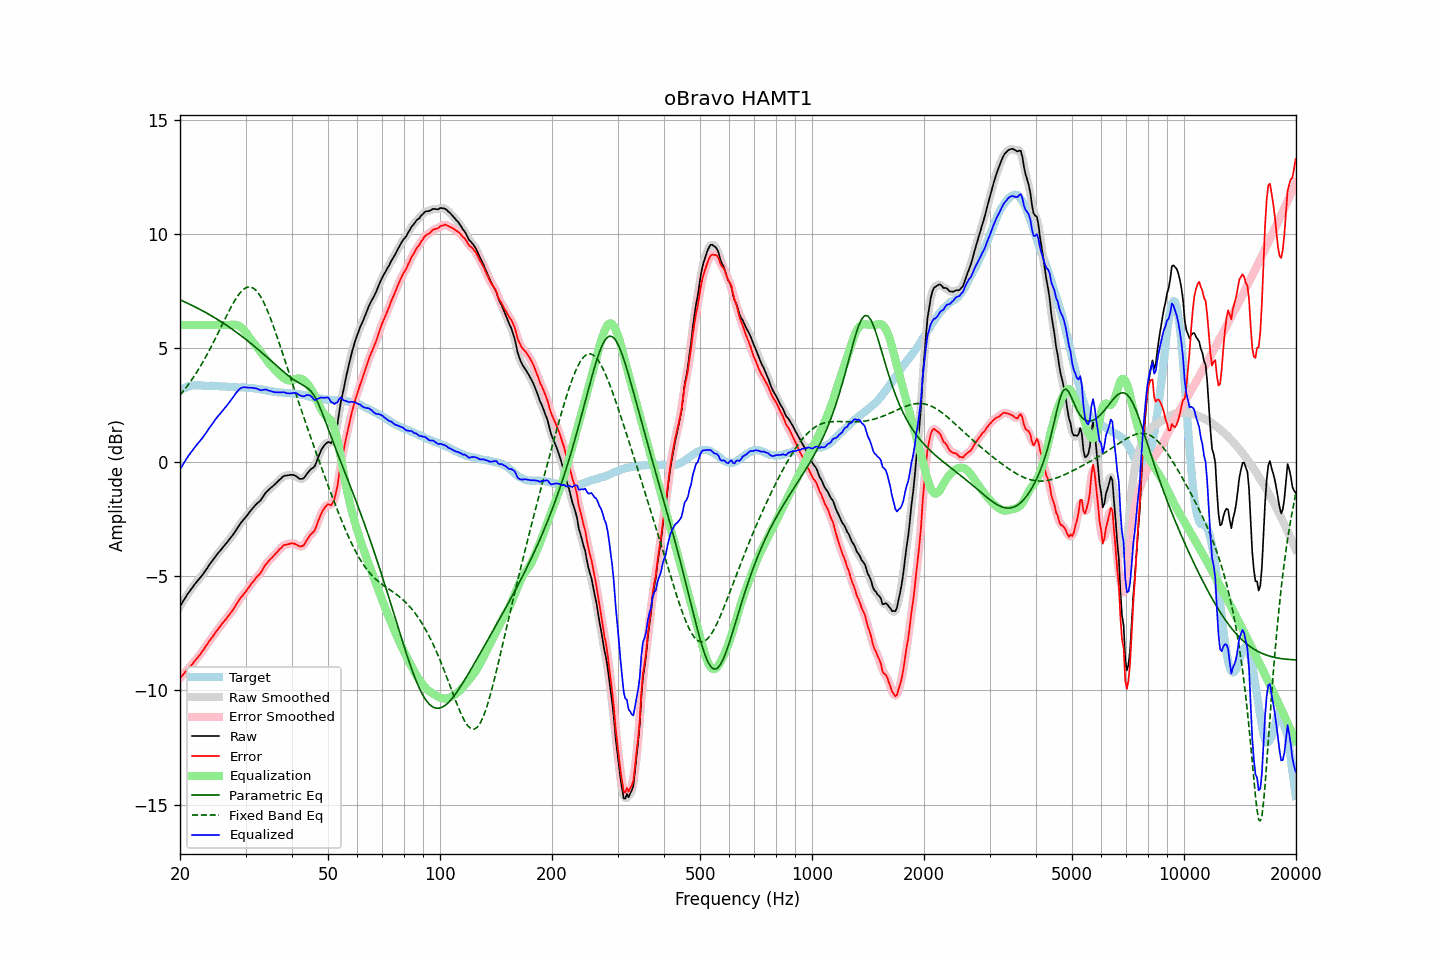 oBravo HAMT1
Amplitude (dBr)
15
10
5
0
−5
−10
−15
Target
Raw Smoothed
Error Smoothed
Raw
Error
Equalization
Parametric Eq
Fixed Band Eq
Equalized
20 50 100 200 500 1000 2000 5000 10000 20000
Frequency (Hz)